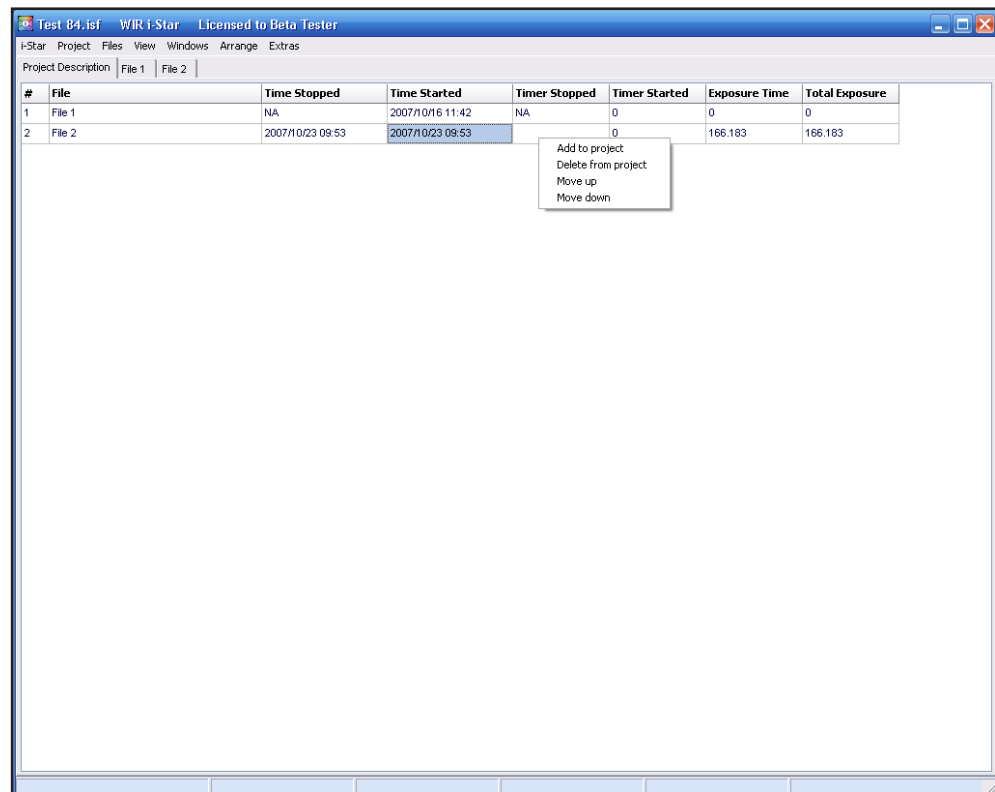 Test 84.isf WIR i-Star Licensed to Beta Tester
i-Star Project Files View Windows Arrange Extras
Project Description File 1 File 2
# File Time Stopped Time Started Timer Stopped Timer Started Exposure Time Total Exposure
1 File 1 NA 2007/10/16 11:42 NA 0 0 0
2 File 2 2007/10/23 09:53 2007/10/23 09:53 0 166.183 166.183
Add to project
Delete from project
Move up
Move down